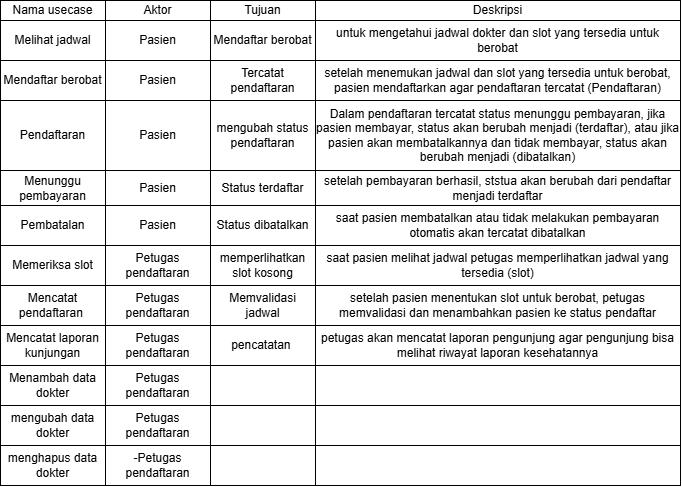 Nama usecase
Aktor
Tujuan
Deskripsi
Melihat jadwal
Pasien
Mendaftar berobat
untuk mengetahui jadwal dokter dan slot yang tersedia untuk
berobat
Mendaftar berobat
Pasien
Tercatat
pendaftaran
setelah menemukan jadwal dan slot yang tersedia untuk berobat,
pasien mendaftarkan agar pendaftaran tercatat (Pendaftaran)
Pendaftaran
Pasien
mengubah status
pendaftaran
Dalam pendaftaran tercatat status menunggu pembayaran, jika
pasien membayar, status akan berubah menjadi (terdaftar), atau jika
pasien akan membatalkannya dan tidak membayar, status akan
berubah menjadi (dibatalkan)
Menunggu
pembayaran
Pasien
Status terdaftar
setelah pembayaran berhasil, ststua akan berubah dari pendaftar
menjadi terdaftar
Pembatalan
Pasien
Status dibatalkan
saat pasien membatalkan atau tidak melakukan pembayaran
otomatis akan tercatat dibatalkan
Memeriksa slot
Petugas
pendaftaran
memperlihatkan
slot kosong
saat pasien melihat jadwal petugas memperlihatkan jadwal yang
tersedia (slot)
Mencatat
pendaftaran
Petugas
pendaftaran
Memvalidasi
jadwal
setelah pasien menentukan slot untuk berobat, petugas
memvalidasi dan menambahkan pasien ke status pendaftar
Mencatat laporan
kunjungan
Petugas
pendaftaran
pencatatan
petugas akan mencatat laporan pengunjung agar pengunjung bisa
melihat riwayat laporan kesehatannya
Menambah data
dokter
Petugas
pendaftaran
mengubah data
dokter
Petugas
pendaftaran
menghapus data
dokter
-Petugas
pendaftaran